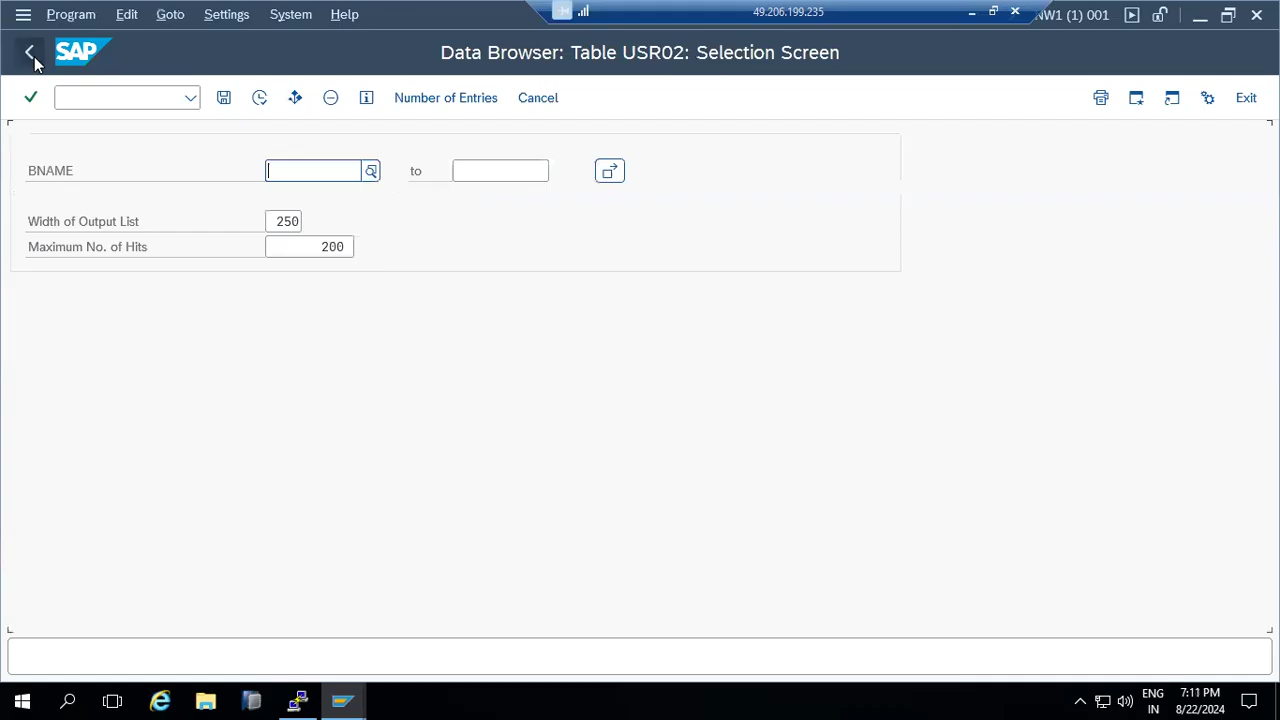 Program Edit Goto Settings System Help
49.206.199.235
NW1 (1) 001
SAP
Data Browser: Table USR02: Selection Screen
Number of Entries Cancel Exit
BNAME to
Width of Output List 250
Maximum No. of Hits 200
ENG
IN
7:11 PM
8/22/2024